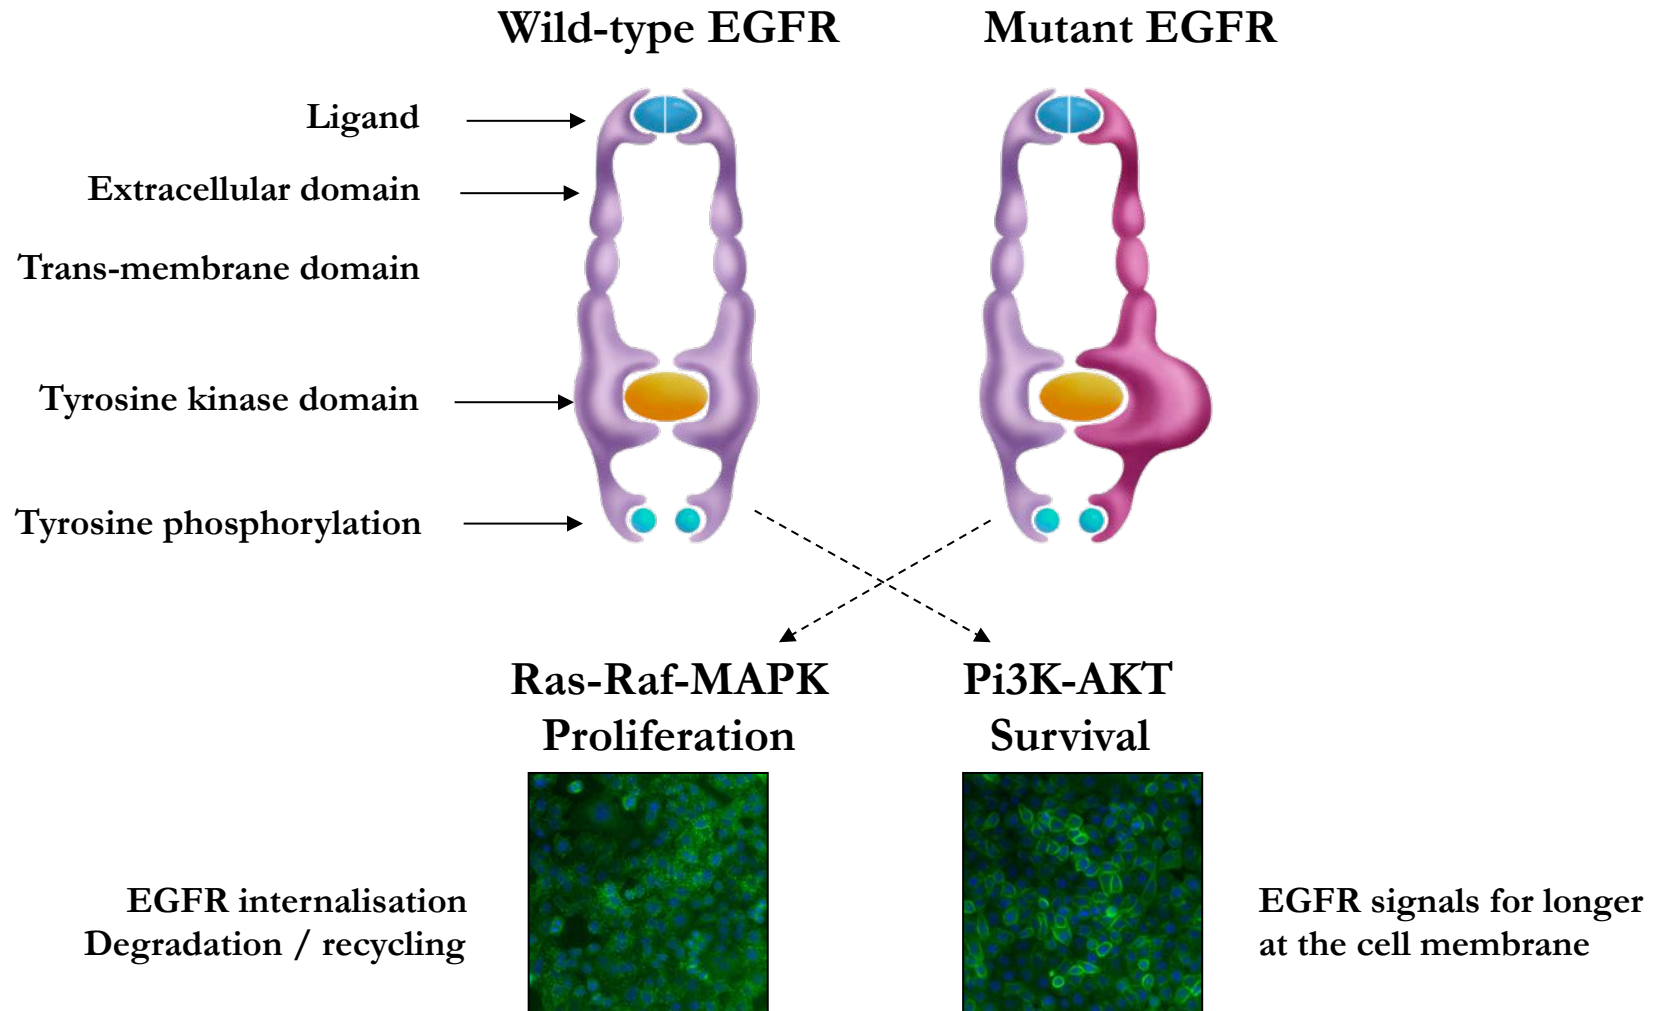 Wild-type EGFR
Mutant EGFR
Ligand
Extracellular domain
Trans-membrane domain
Tyrosine kinase domain
Tyrosine phosphorylation
Ras-Raf-MAPK
Proliferation
Pi3K-AKT
Survival
EGFR internalisation
Degradation / recycling
EGFR signals for longer
at the cell membrane